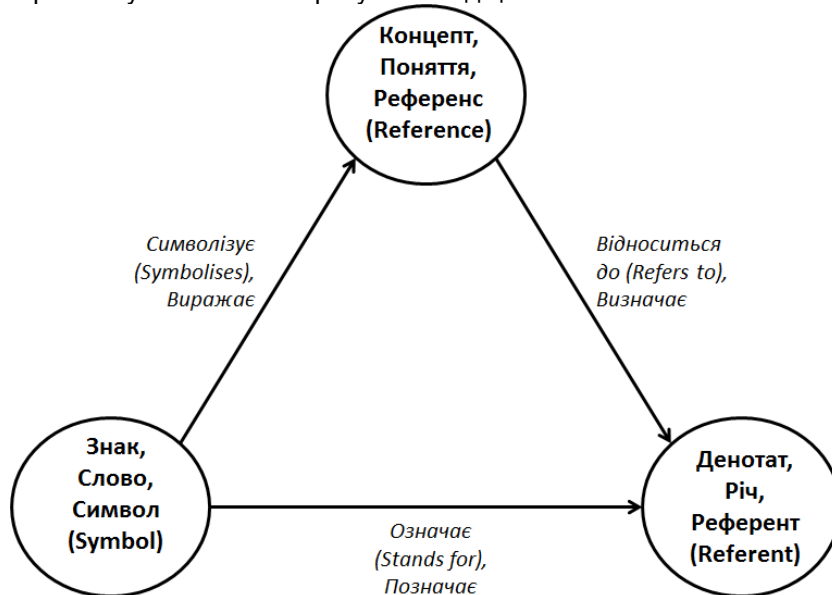 Концепт,
Поняття,
Референс
(Reference)
Символізує
(Symbolises),
Виражає
Відноситься
до (Refers to),
Визначає
Знак,
Слово,
Символ
(Symbol)
Денотат,
Річ,
Референт
(Referent)
Означає
(Stands for),
Позначає